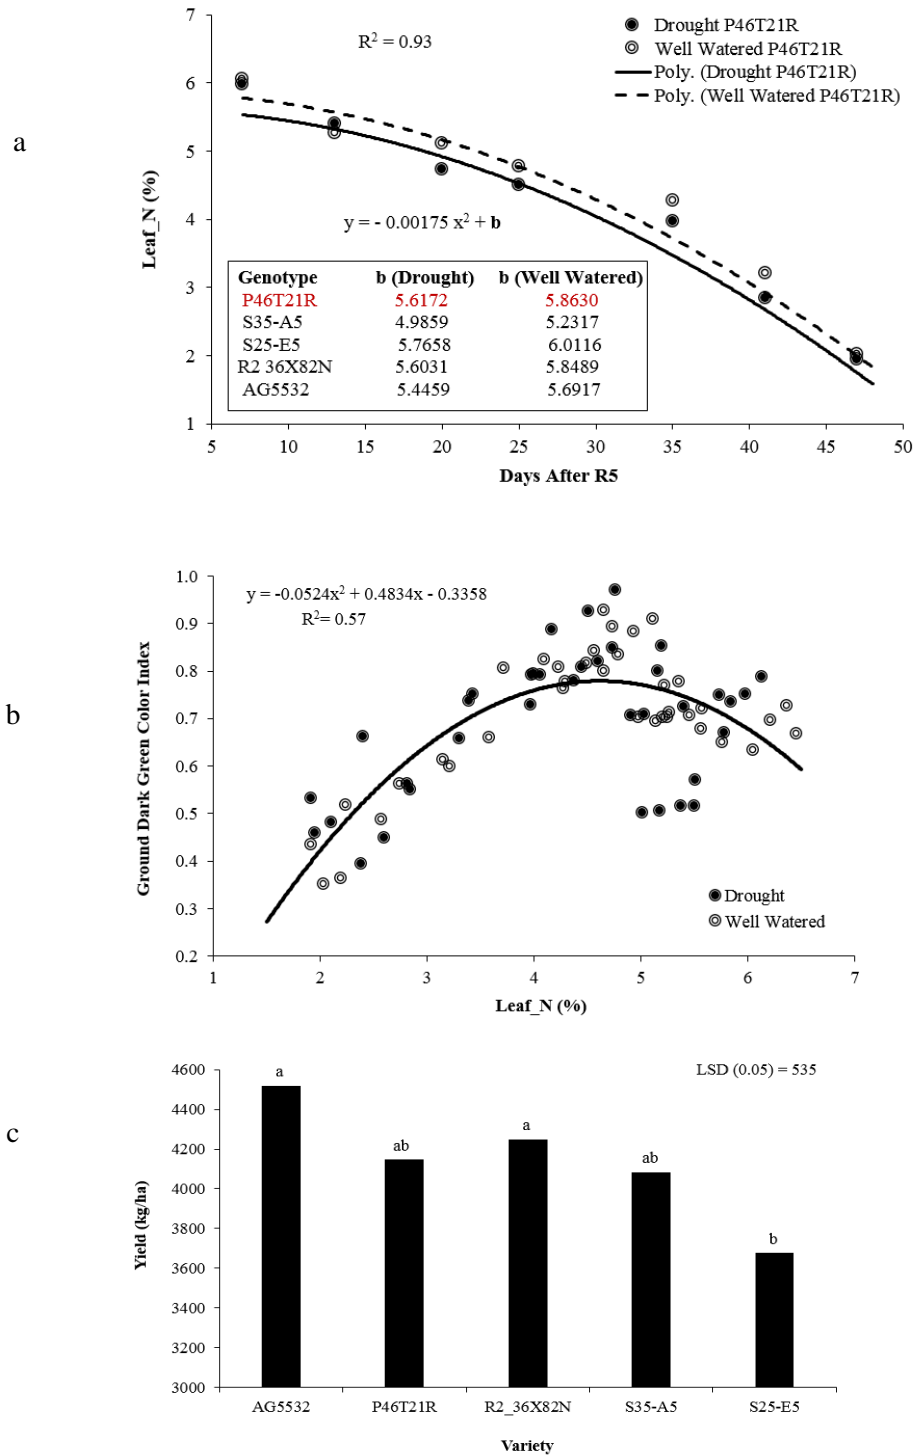 a
7
6
5
4
3
2
1
Leaf_N (%)
R² = 0.93
Drought P46T21R
Well Watered P46T21R
Poly. (Drought P46T21R)
Poly. (Well Watered P46T21R)
y = - 0.00175 x² + b
Genotype b (Drought) b (Well Watered)
P46T21R 5.6172 5.8630
S35-A5 4.9859 5.2317
S25-E5 5.7658 6.0116
R2 36X82N 5.6031 5.8489
AG5532 5.4459 5.6917
5 10 15 20 25 30 35 40 45 50
Days After R5
b
1.0
0.9
0.8
0.7
0.6
0.5
0.4
0.3
0.2
Ground Dark Green Color Index
y = -0.0524x² + 0.4834x - 0.3358
R²= 0.57
Drought
Well Watered
1 2 3 4 5 6 7
Leaf_N (%)
c
4600
4400
4200
4000
3800
3600
3400
3200
3000
Yield (kg/ha)
LSD (0.05) = 535
a ab a ab b
AG5532 P46T21R R2_36X82N S35-A5 S25-E5
Variety